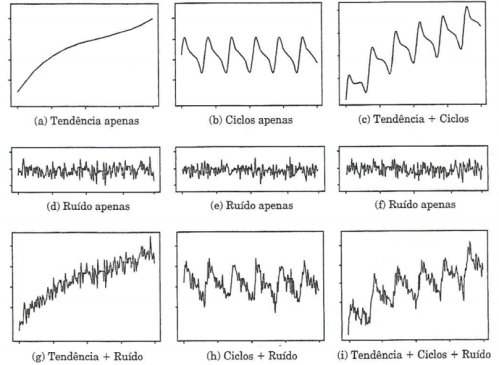 (a) Tendência apenas
(b) Ciclos apenas
(c) Tendência + Ciclos
(d) Ruído apenas
(e) Ruído apenas
(f) Ruído apenas
(g) Tendência + Ruído
(h) Ciclos + Ruído
(i) Tendência + Ciclos + Ruído